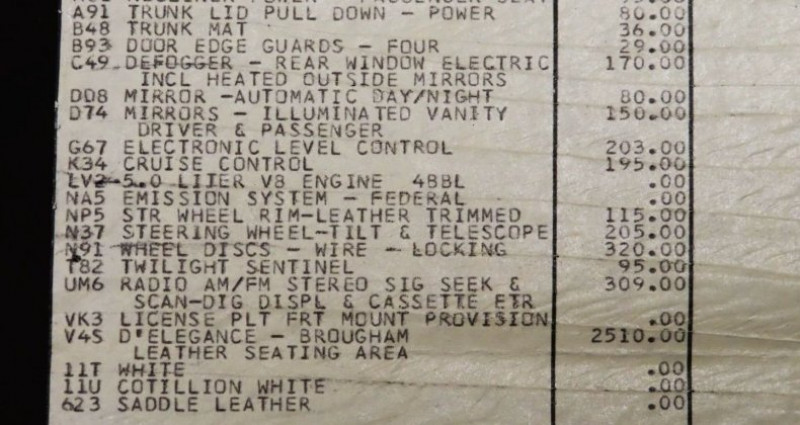 A91 TRUNK LID PULL DOWN - POWER 80.00
B48 TRUNK MAT 36.00
B93 DOOR EDGE GUARDS - FOUR 29.00
C49 DEFOGGER - REAR WINDOW ELECTRIC 170.00
INCL HEATED OUTSIDE MIRRORS
DD8 MIRROR -AUTOMATIC DAY/NIGHT 80.00
D74 MIRRORS - ILLUMINATED VANITY 150.00
DRIVER & PASSENGER
G67 ELECTRONIC LEVEL CONTROL 203.00
K34 CRUISE CONTROL 195.00
LV2 5.0 LITER V8 ENGINE 4BBL .00
NA5 EMISSION SYSTEM - FEDERAL .00
NP5 STR WHEEL RIM-LEATHER TRIMMED 115.00
N37 STEERING WHEEL-TILT & TELESCOPE 205.00
N91 WHEEL DISCS - WIRE - LOCKING 320.00
T82 TWILIGHT SENTINEL 95.00
UM6 RADIO AM/FM STEREO SIG SEEK & 309.00
SCAN-DIG DISPL & CASSETTE ETR
VK3 LICENSE PLT FRT MOUNT PROVISION .00
V4S D'ELEGANCE - BROUGHAM 2510.00
LEATHER SEATING AREA
11T WHITE .00
11U COTILLION WHITE .00
623 SADDLE LEATHER .00